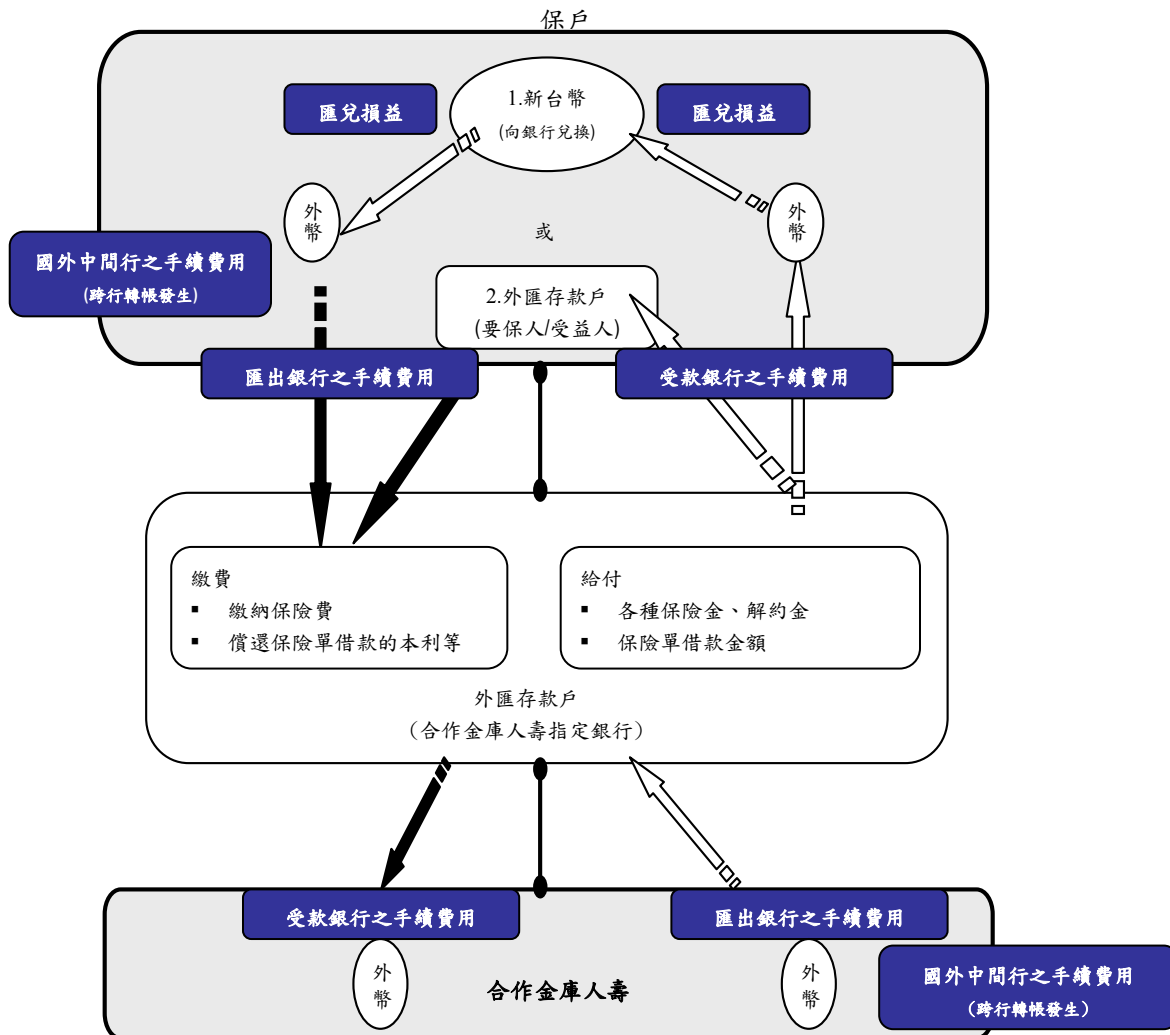 保戶
匯兌損益
1.新台幣
(向銀行兌換)
匯兌損益
外
幣
或
外
幣
國外中間行之手續費用
(跨行轉帳發生)
2.外匯存款戶
(要保人/受益人)
匯出銀行之手續費用
受款銀行之手續費用
繳費
▪ 繳納保險費
▪ 償還保險單借款的本利等
給付
▪ 各種保險金、解約金
▪ 保險單借款金額
外匯存款戶
（合作金庫人壽指定銀行）
受款銀行之手續費用
匯出銀行之手續費用
外
幣
合作金庫人壽
外
幣
國外中間行之手續費用
（跨行轉帳發生）